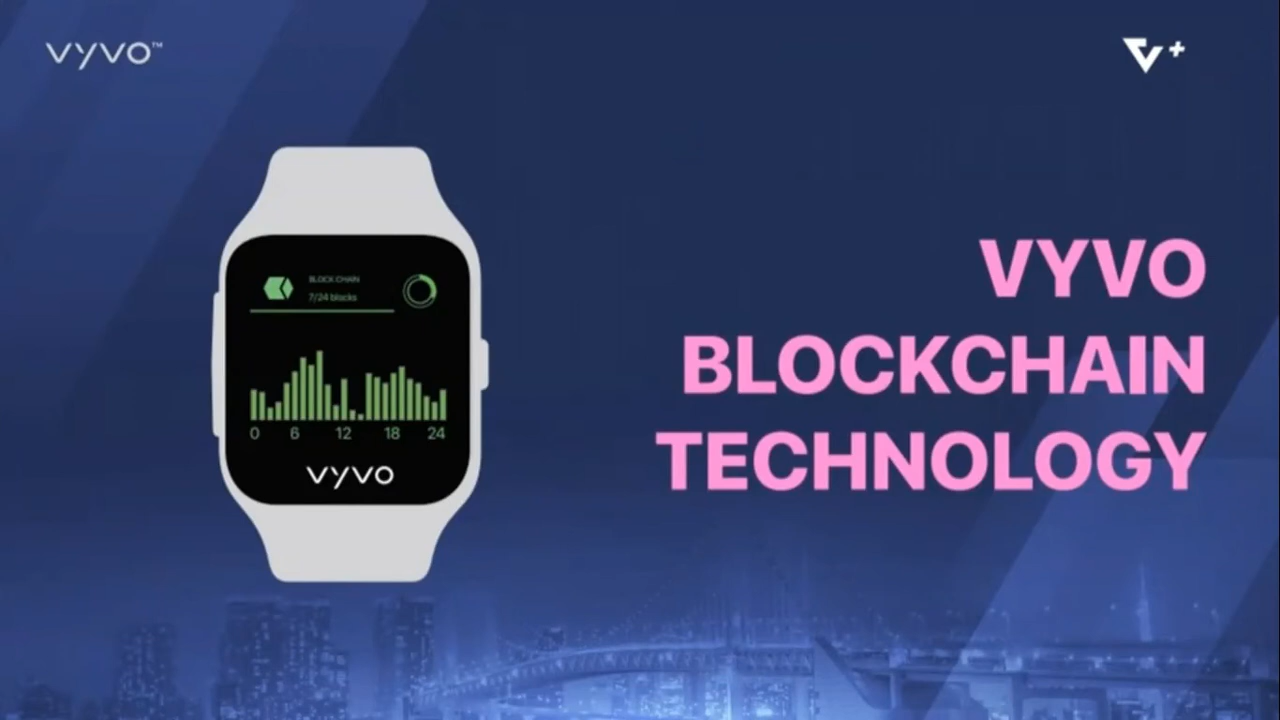 VYVO™
BLOCK CHAIN
7/24 blocks
0 6 12 18 24
VYVO
VYVO
BLOCKCHAIN
TECHNOLOGY